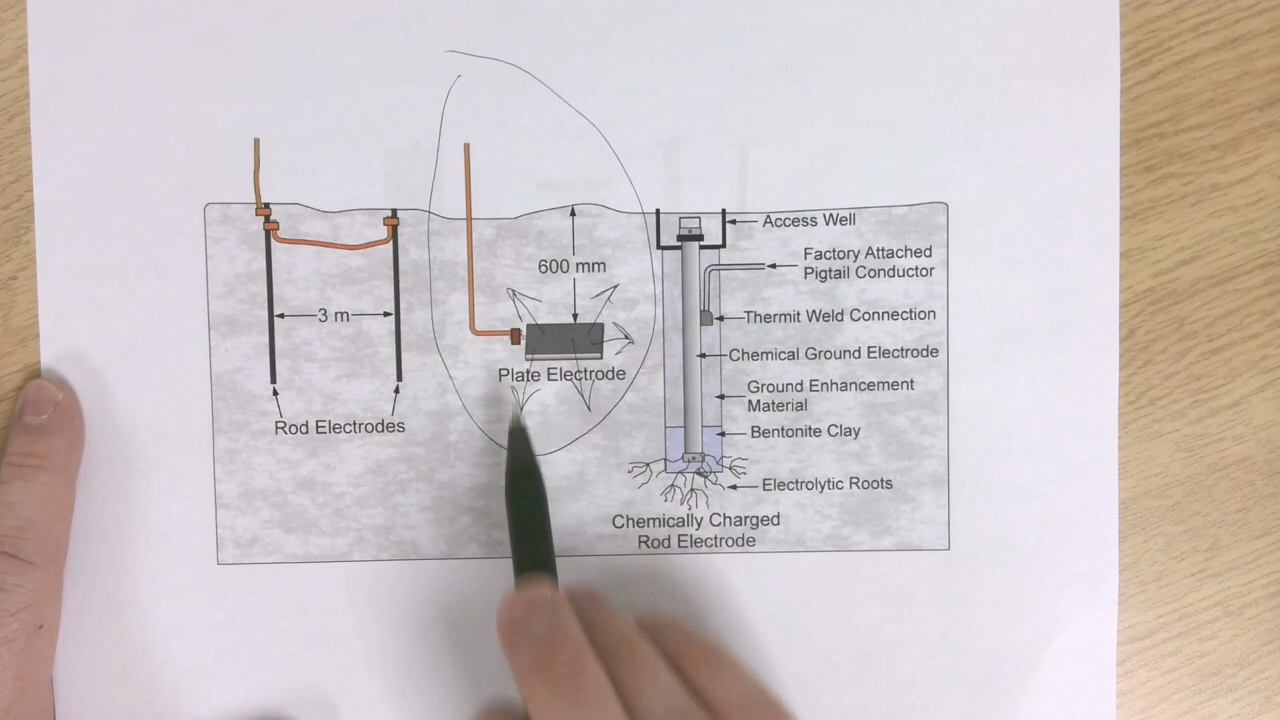 3 m
Rod Electrodes
600 mm
Plate Electrode
Access Well
Factory Attached
Pigtail Conductor
Thermit Weld Connection
Chemical Ground Electrode
Ground Enhancement
Material
Bentonite Clay
Electrolytic Roots
Chemically Charged
Rod Electrode